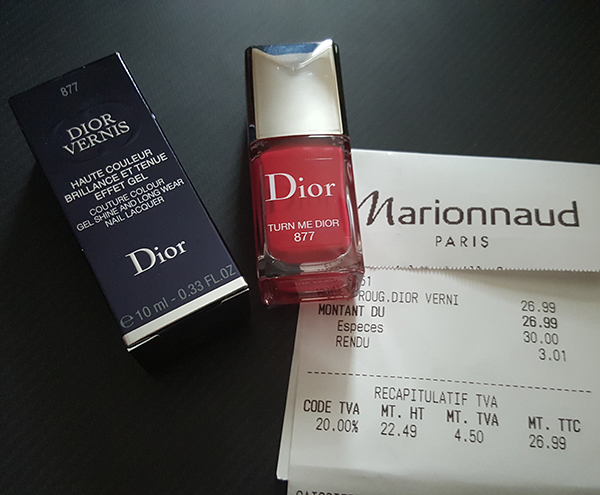 877
DIOR
VERNIS
HAUTE COULEUR
BRILLANCE ET TENUE
EFFET GEL
COUTURE COLOUR
GEL SHINE AND LONG WEAR
NAIL LACQUER
Dior
℮ 10 ml - 0.33 FL.OZ
Dior
TURN ME DIOR
877
Marionnaud
PARIS
ROUG.DIOR VERNI 26.99
MONTANT DU 26.99
Especes 30.00
RENDU 3.01
RECAPITULATIF TVA
CODE TVA MT. HT MT. TVA MT. TTC
20.00% 22.49 4.50 26.99